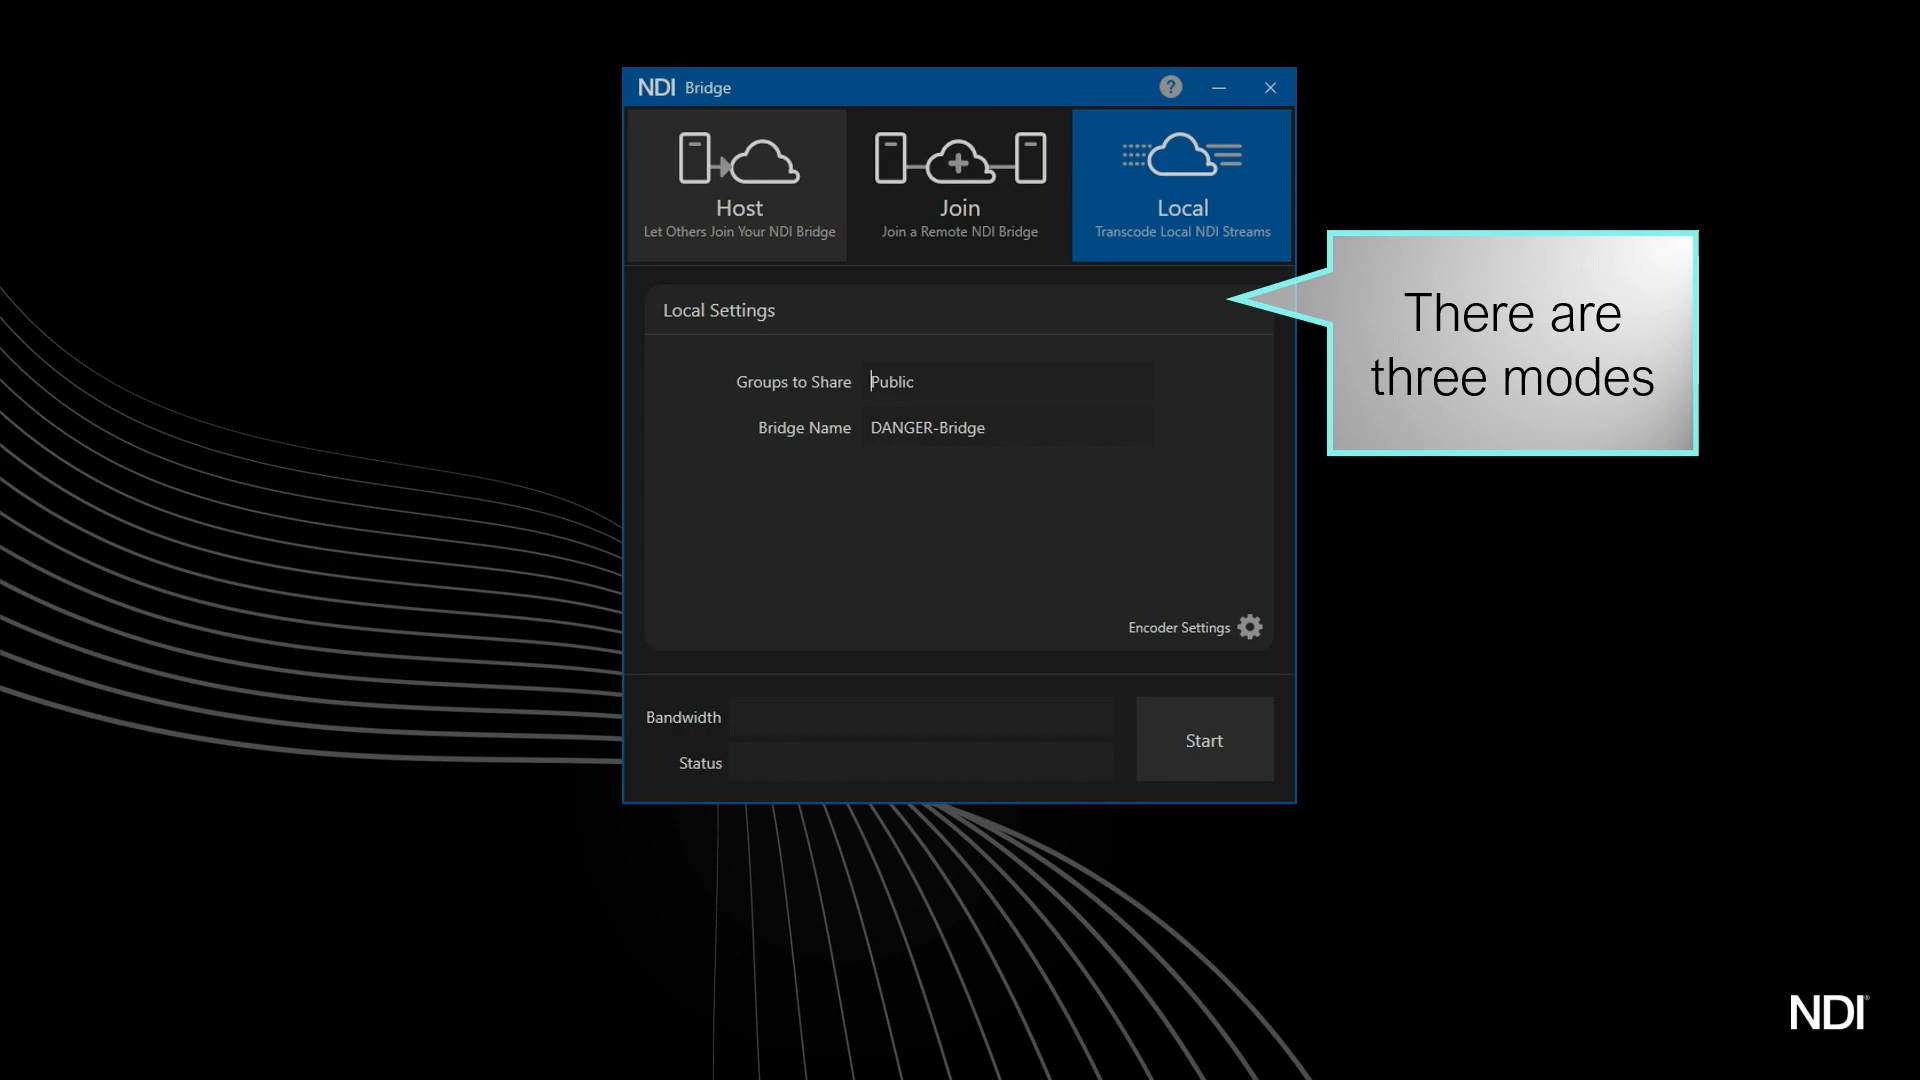 NDI Bridge
?
Host
Let Others Join Your NDI Bridge
Join
Join a Remote NDI Bridge
Local
Transcode Local NDI Streams
There are
three modes
Local Settings
Groups to Share Public
Bridge Name DANGER-Bridge
Encoder Settings
Bandwidth
Status
Start
NDI®